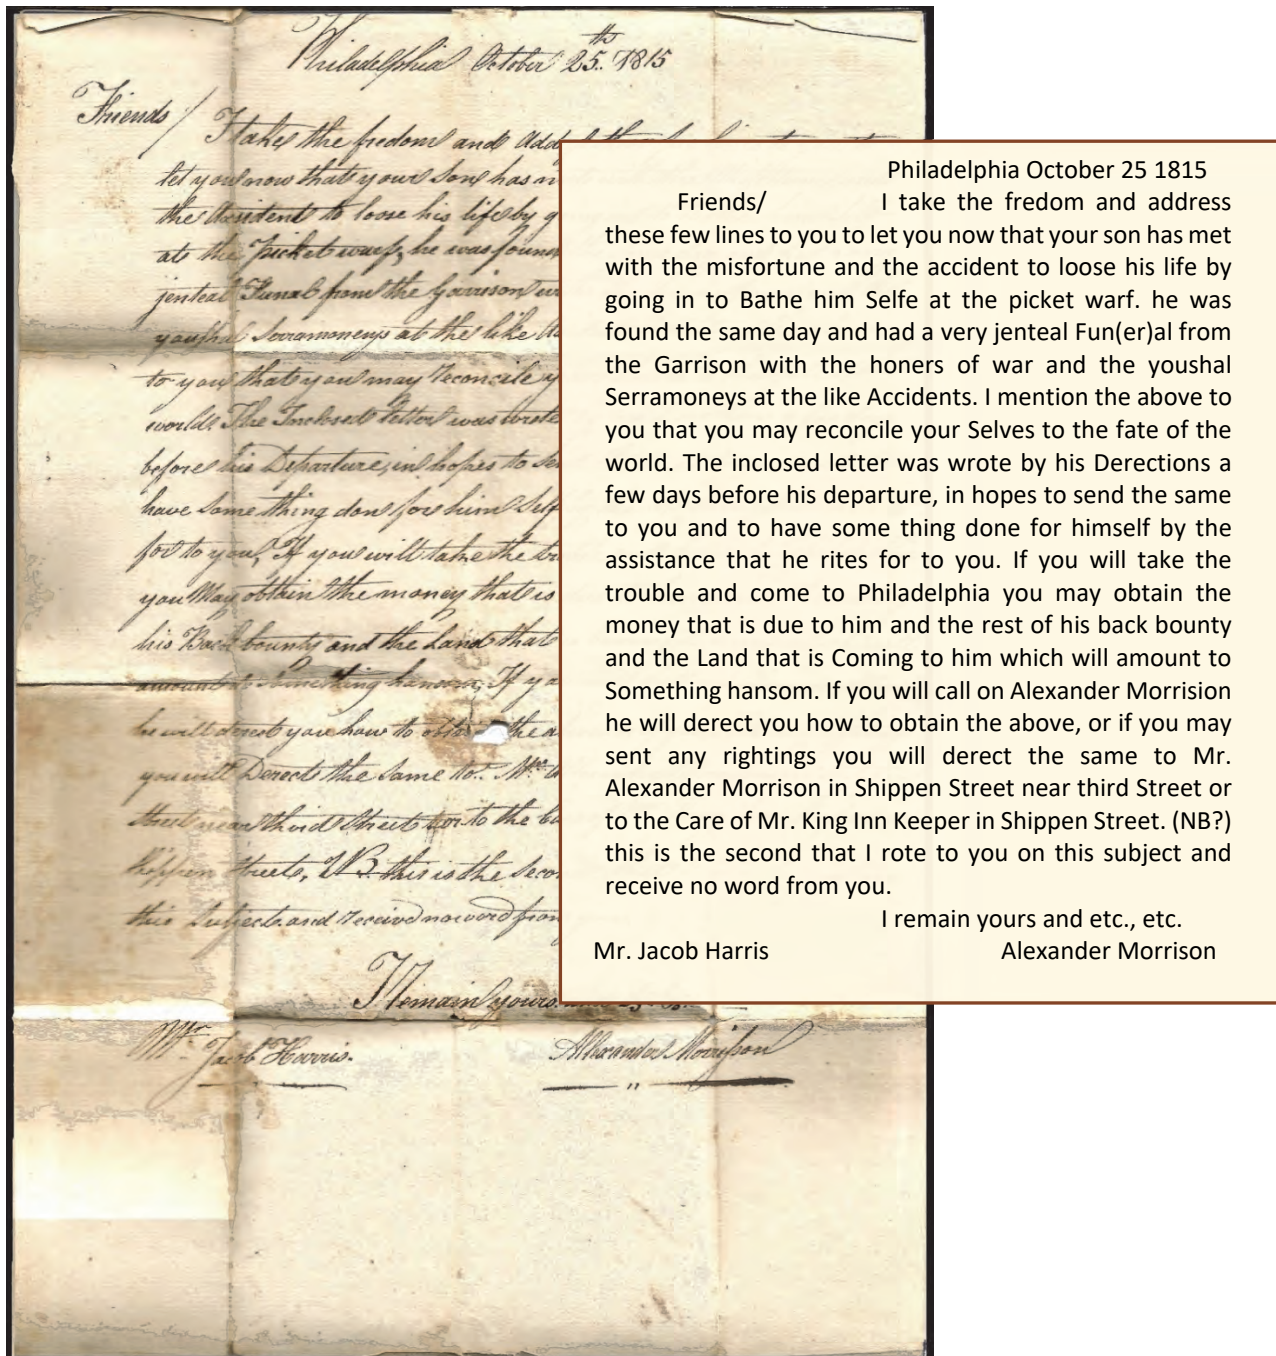 Philadelphia October 25.th 1815
Friends/
I take the fredom and add
let you now that your Son has m
the Accident to loose his life by g
at the Picket warf, he was foun
jenteal Funal from the Garrison w
youshal Serramoneys at the like A
to you that you may reconcile y
world. The Inclosed letter was wrote
before his Departure, in hopes to se
have some thing don for him Self
for to you, If you will take the tr
you May obtain the money that is
his Back bounty and the Land that
amount to Something hansom, If y
he will derect you how to obtain the a
you will Derect the Same to.. Mr. A
Street near third Street or to the Ca
Shippen Street, NB. this is the Seco
this Subject and receive no word from
I Remain yours
Mr. Jacob Harris.
Alexander Morrisson
Philadelphia October 25 1815
Friends/ I take the fredom and address
these few lines to you to let you now that your son has met
with the misfortune and the accident to loose his life by
going in to Bathe him Selfe at the picket warf. he was
found the same day and had a very jenteal Fun(er)al from
the Garrison with the honers of war and the youshal
Serramoneys at the like Accidents. I mention the above to
you that you may reconcile your Selves to the fate of the
world. The inclosed letter was wrote by his Derections a
few days before his departure, in hopes to send the same
to you and to have some thing done for himself by the
assistance that he rites for to you. If you will take the
trouble and come to Philadelphia you may obtain the
money that is due to him and the rest of his back bounty
and the Land that is Coming to him which will amount to
Something hansom. If you will call on Alexander Morrision
he will derect you how to obtain the above, or if you may
sent any rightings you will derect the same to Mr.
Alexander Morrison in Shippen Street near third Street or
to the Care of Mr. King Inn Keeper in Shippen Street. (NB?)
this is the second that I rote to you on this subject and
receive no word from you.
I remain yours and etc., etc.
Mr. Jacob Harris Alexander Morrison